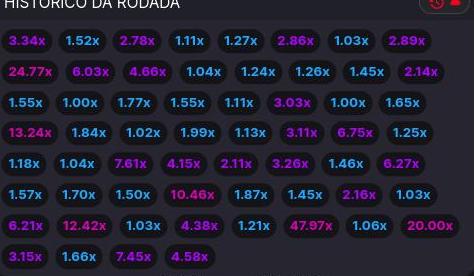 HISTÓRICO DA RODADA
3.34x 1.52x 2.78x 1.11x 1.27x 2.86x 1.03x 2.89x
24.77x 6.03x 4.66x 1.04x 1.24x 1.26x 1.45x 2.14x
1.55x 1.00x 1.77x 1.55x 1.11x 3.03x 1.00x 1.65x
13.24x 1.84x 1.02x 1.99x 1.13x 3.11x 6.75x 1.25x
1.18x 1.04x 7.61x 4.15x 2.11x 3.26x 1.46x 6.27x
1.57x 1.70x 1.50x 10.46x 1.87x 1.45x 2.16x 1.03x
6.21x 12.42x 1.03x 4.38x 1.21x 47.97x 1.06x 20.00x
3.15x 1.66x 7.45x 4.58x